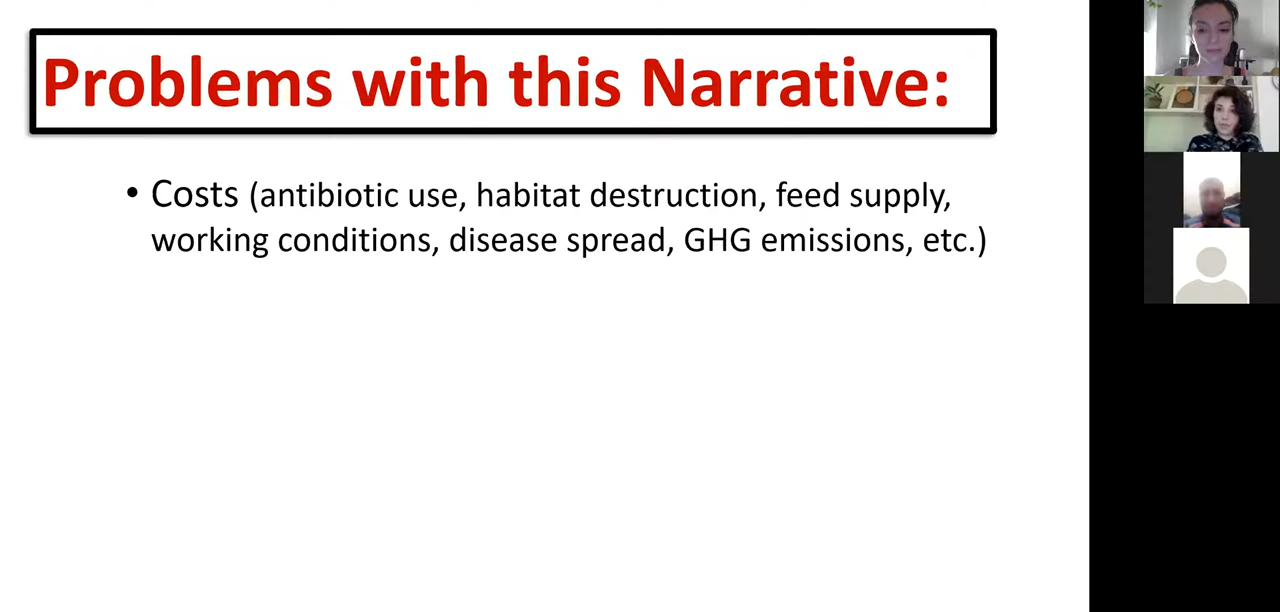 Problems with this Narrative:
• Costs (antibiotic use, habitat destruction, feed supply,
working conditions, disease spread, GHG emissions, etc.)